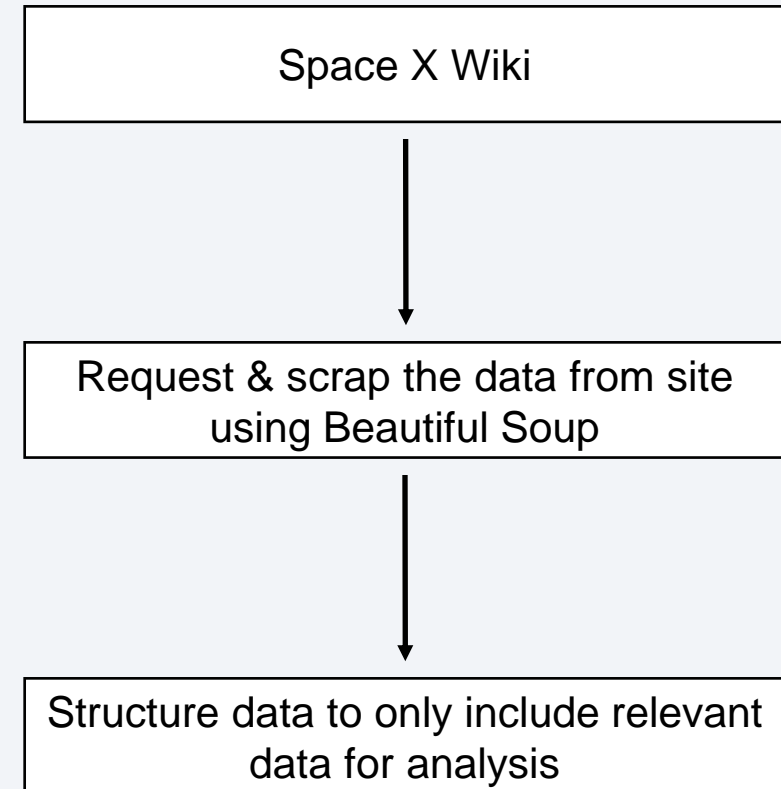 Space X Wiki
Request & scrap the data from site
using Beautiful Soup
Structure data to only include relevant
data for analysis